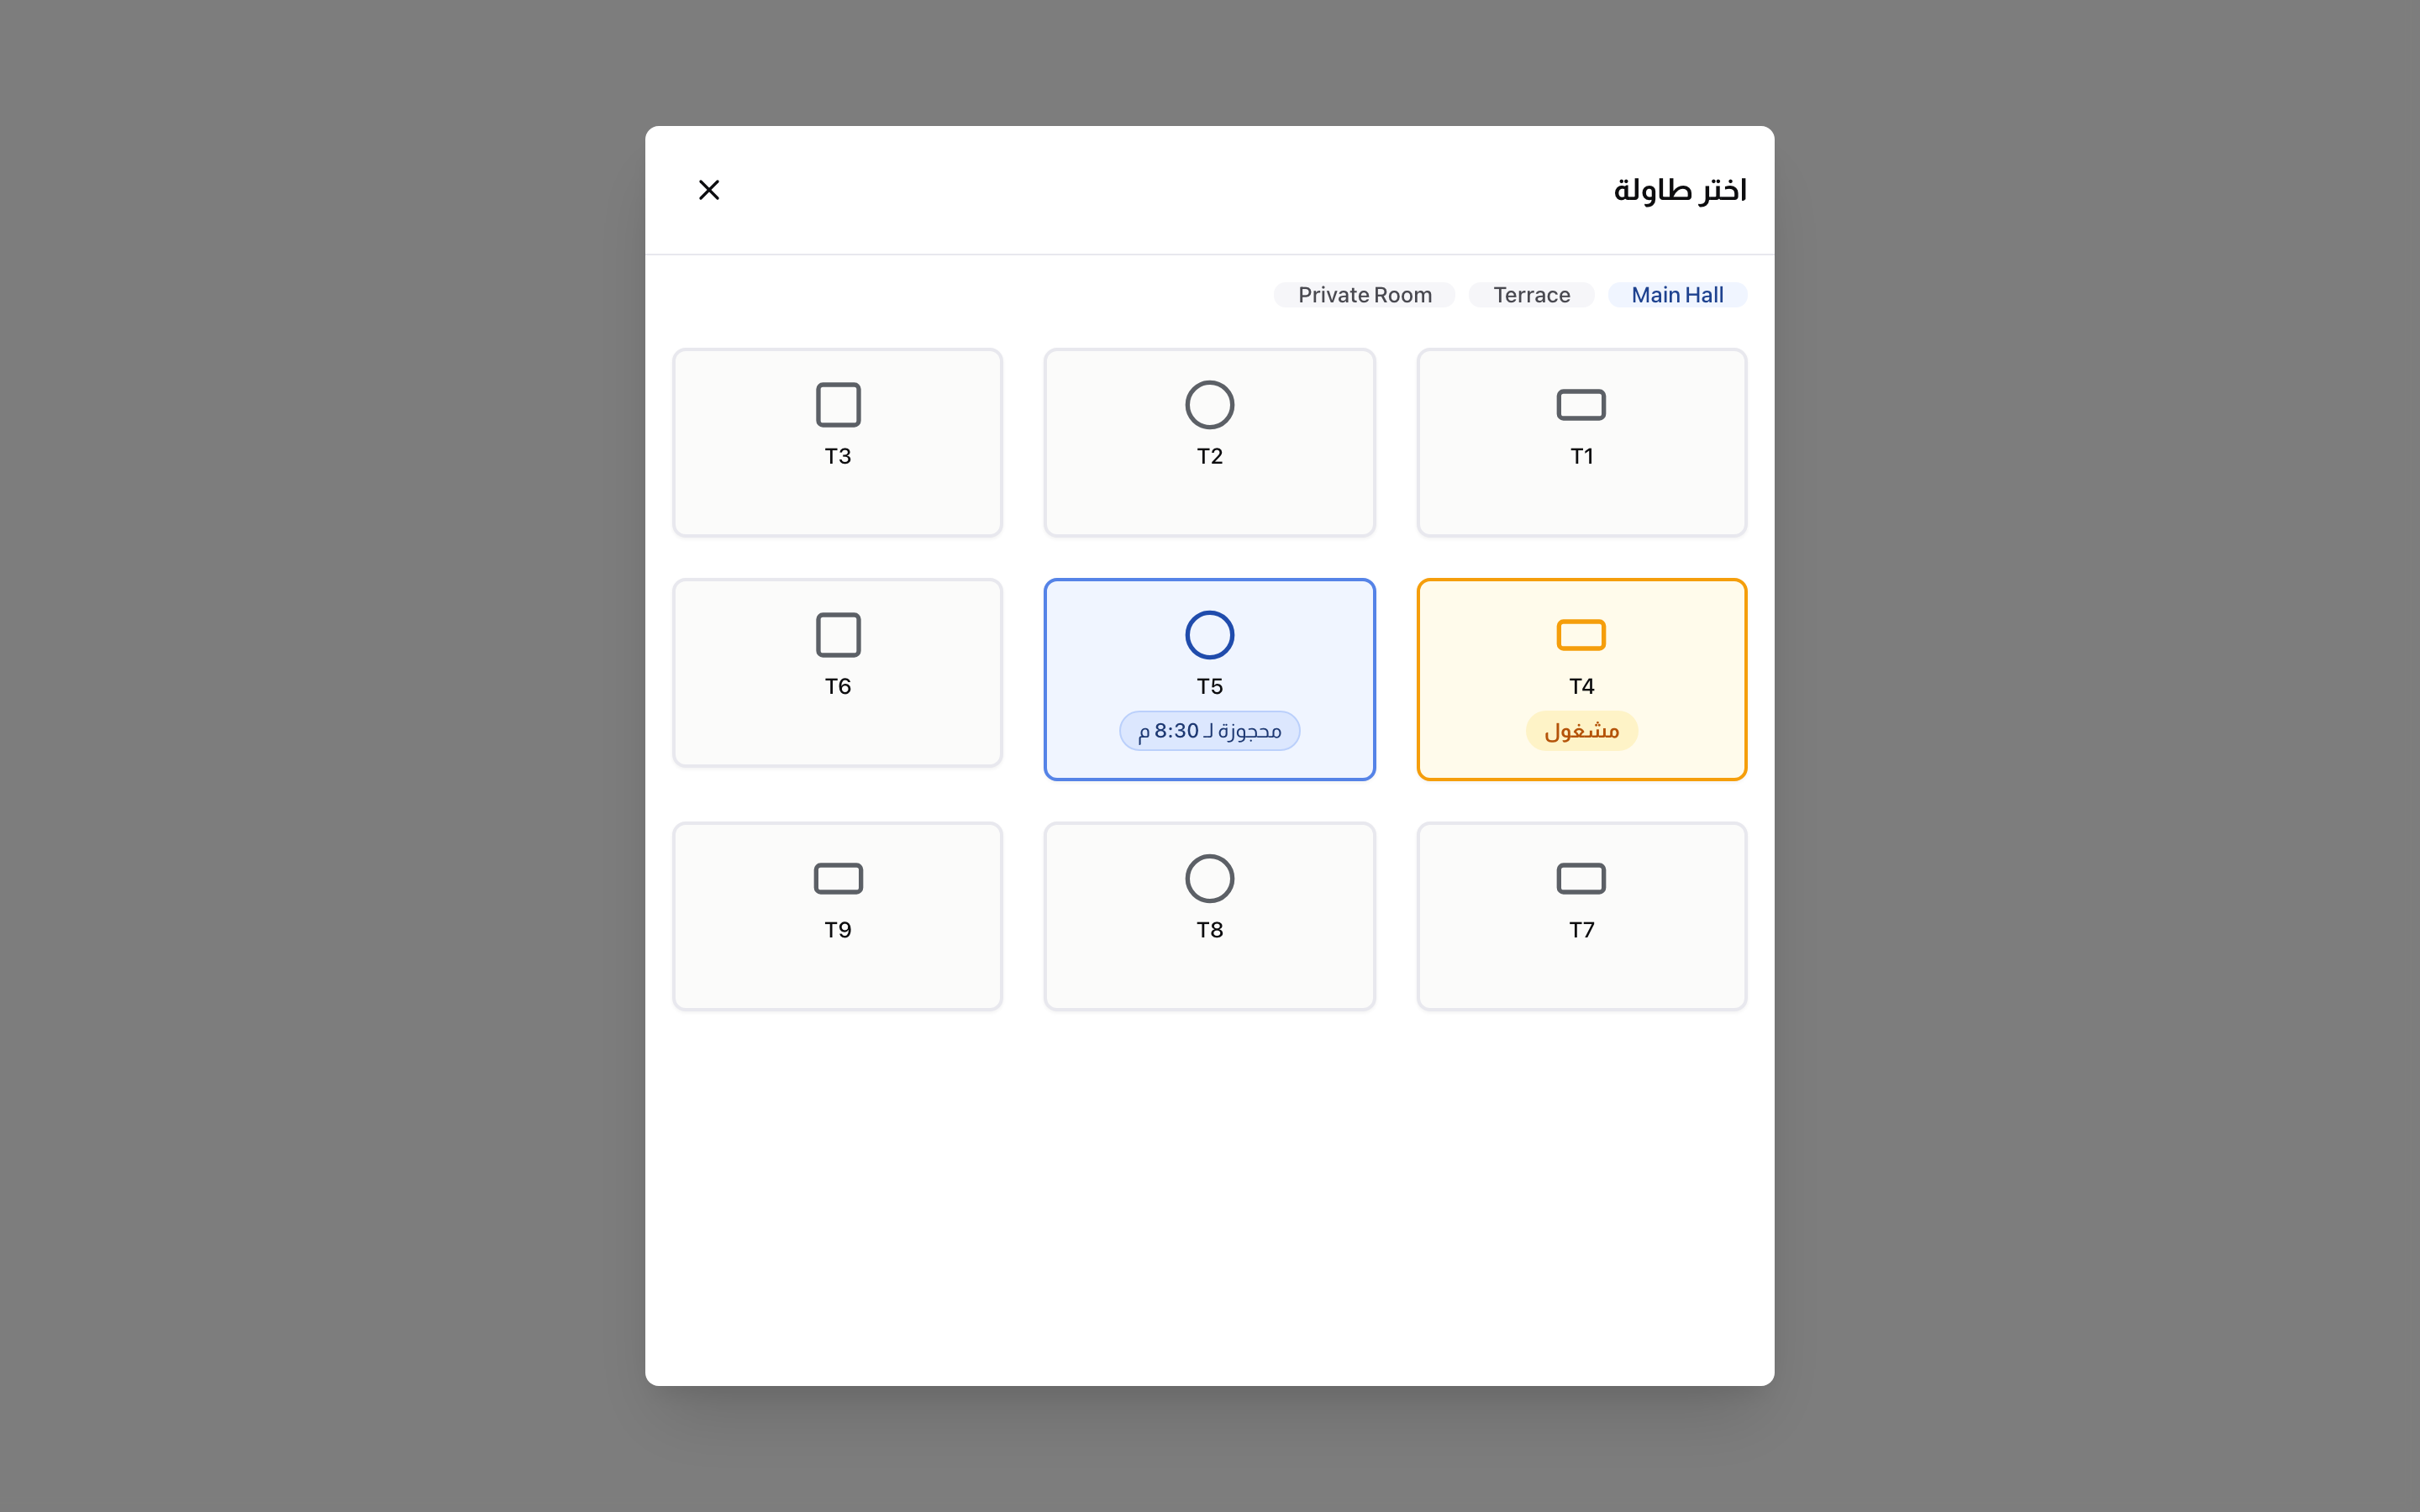 اختر طاولة
Main Hall
Terrace
Private Room
T1
T2
T3
T4
مشغول
T5
محجوزة لـ 8:30 م
T6
T7
T8
T9